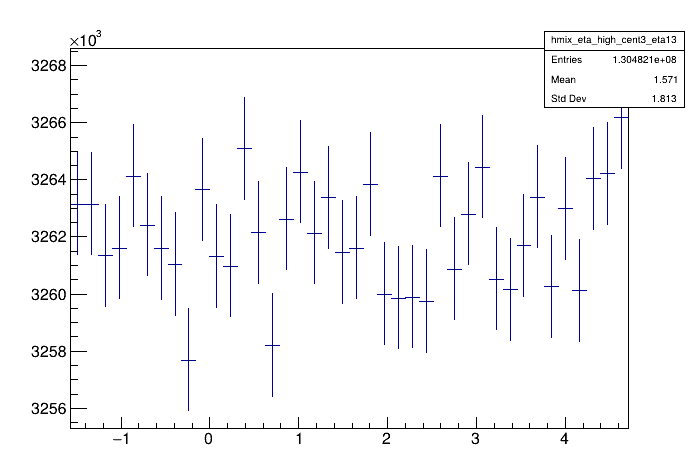 ×10³
hmix_eta_high_cent3_eta13
Entries 1.304821e+08
Mean 1.571
Std Dev 1.813
3268
3266
3264
3262
3260
3258
3256
−1 0 1 2 3 4